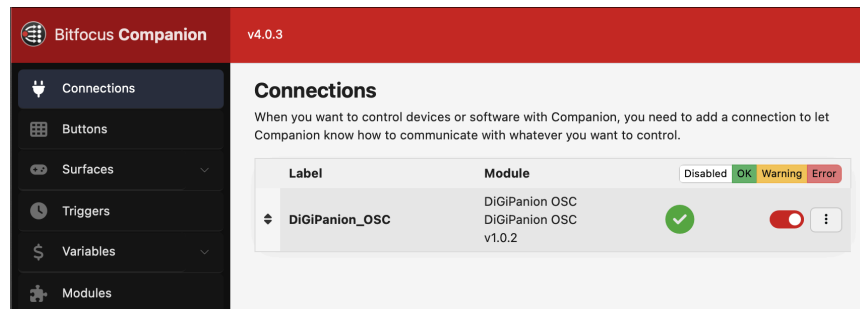 Bitfocus Companion
v4.0.3
Connections
Buttons
Surfaces
Triggers
$ Variables
Modules
Connections
When you want to control devices or software with Companion, you need to add a connection to let
Companion know how to communicate with whatever you want to control.
Label Module Disabled OK Warning Error
DiGiPanion_OSC
DiGiPanion OSC
DiGiPanion OSC
v1.0.2